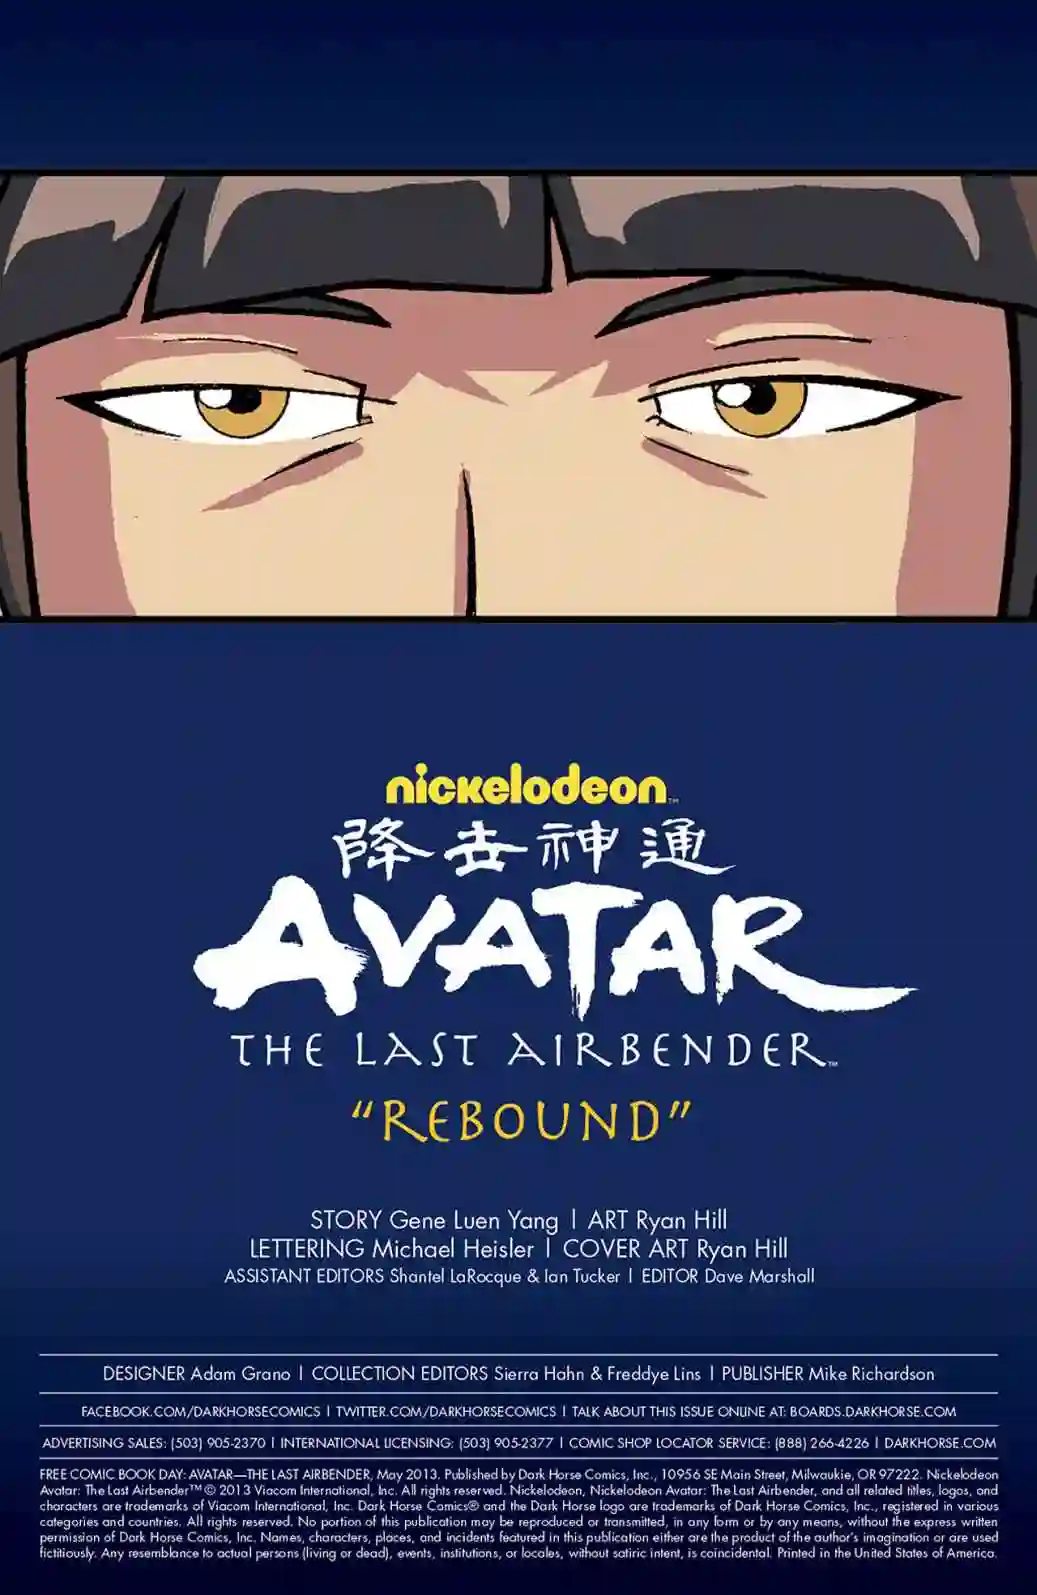 nickelodeon™
降世神通
AVATAR
THE LAST AIRBENDER™
“REBOUND”
STORY Gene Luen Yang | ART Ryan Hill
LETTERING Michael Heisler | COVER ART Ryan Hill
ASSISTANT EDITORS Shantel LaRocque & Ian Tucker | EDITOR Dave Marshall
DESIGNER Adam Grano | COLLECTION EDITORS Sierra Hahn & Freddye Lins | PUBLISHER Mike Richardson
FACEBOOK.COM/DARKHORSECOMICS | TWITTER.COM/DARKHORSECOMICS | TALK ABOUT THIS ISSUE ONLINE AT: BOARDS.DARKHORSE.COM
ADVERTISING SALES: (503) 905-2370 | INTERNATIONAL LICENSING: (503) 905-2377 | COMIC SHOP LOCATOR SERVICE: (888) 266-4226 | DARKHORSE.COM
FREE COMIC BOOK DAY: AVATAR—THE LAST AIRBENDER, May 2013. Published by Dark Horse Comics, Inc., 10956 SE Main Street, Milwaukie, OR 97222. Nickelodeon
Avatar: The Last Airbender™ © 2013 Viacom International, Inc. All rights reserved. Nickelodeon, Nickelodeon Avatar: The Last Airbender, and all related titles, logos, and
characters are trademarks of Viacom International, Inc. Dark Horse Comics® and the Dark Horse logo are trademarks of Dark Horse Comics, Inc., registered in various
categories and countries. All rights reserved. No portion of this publication may be reproduced or transmitted, in any form or by any means, without the express written
permission of Dark Horse Comics, Inc. Names, characters, places, and incidents featured in this publication either are the product of the author’s imagination or are used
fictitiously. Any resemblance to actual persons (living or dead), events, institutions, or locales, without satiric intent, is coincidental. Printed in the United States of America.